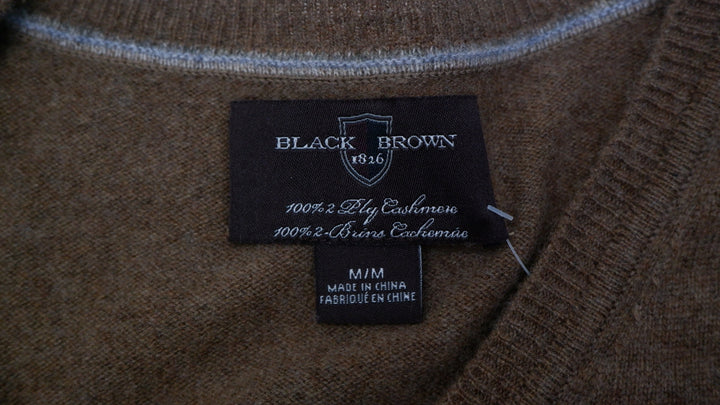 BLACK BROWN
1826
100% 2 Ply Cashmere
100% 2-Brins Cachemire
M/M
MADE IN CHINA
FABRIQUÉ EN CHINE